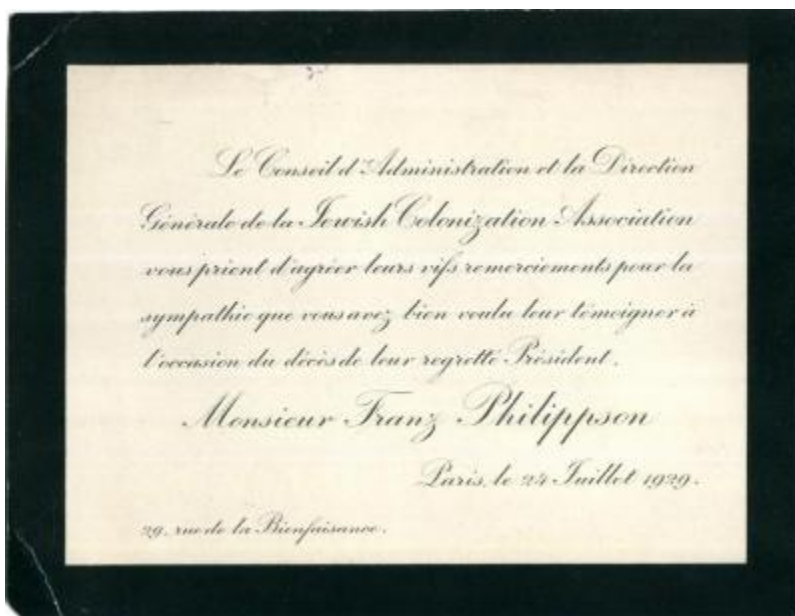 Le Conseil d'Administration et la Direction
Générale de la Jewish Colonization Association
vous prient d'agréer leurs vifs remerciements pour la
sympathie que vous avez bien voulu leur témoigner à
l'occasion du décès de leur regretté Président.
Monsieur Franz Philippson
Paris, le 24 Juillet 1929.
29, rue de la Bienfaisance.